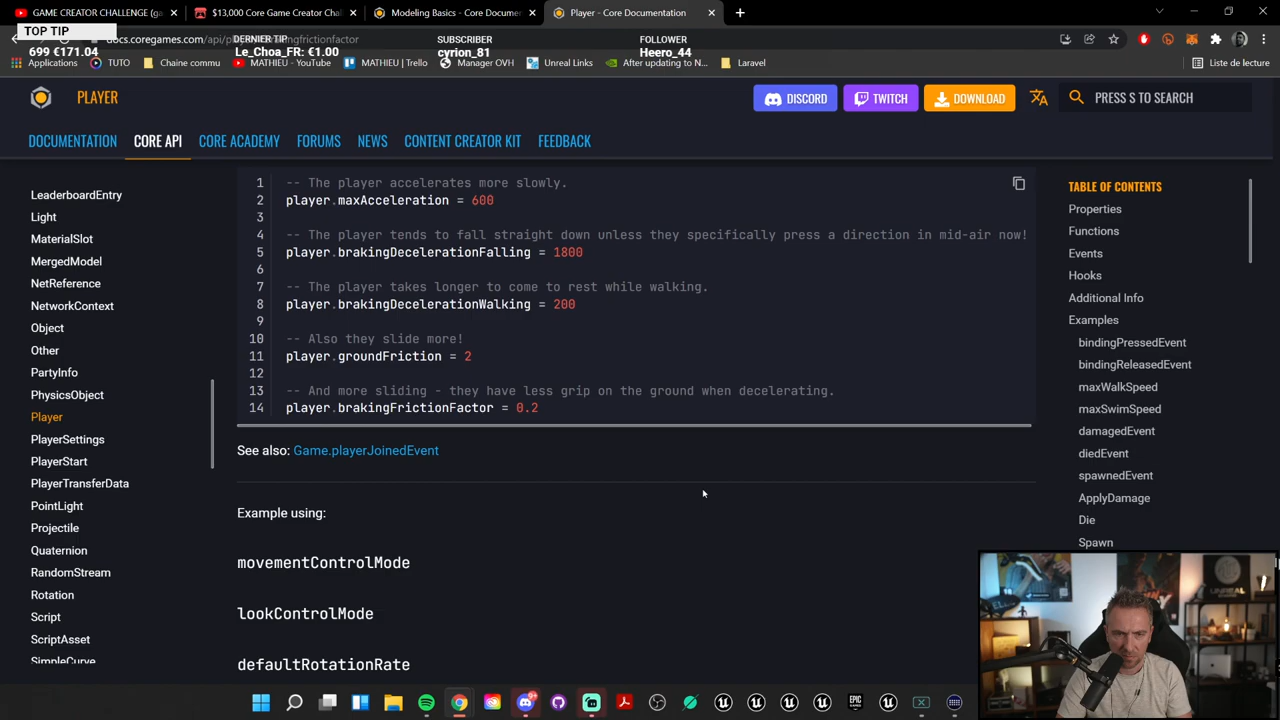 GAME CREATOR CHALLENGE (ga
$13,000 Core Game Creator Chal
Modeling Basics - Core Documen
Player - Core Documentation
TOP TIP
699 €171.04
DERNIER TIP
Le_Choa_FR: €1.00
SUBSCRIBER
cyrion_81
FOLLOWER
Heero_44
docs.coregames.com/api/pl
ingfrictionfactor
Applications
TUTO
Chaine commu
MATHIEU - YouTube
MATHIEU | Trello
Manager OVH
Unreal Links
After updating to N...
Laravel
Liste de lecture
PLAYER
DISCORD
TWITCH
DOWNLOAD
PRESS S TO SEARCH
DOCUMENTATION
CORE API
CORE ACADEMY
FORUMS
NEWS
CONTENT CREATOR KIT
FEEDBACK
LeaderboardEntry
Light
MaterialSlot
MergedModel
NetReference
NetworkContext
Object
Other
PartyInfo
PhysicsObject
Player
PlayerSettings
PlayerStart
PlayerTransferData
PointLight
Projectile
Quaternion
RandomStream
Rotation
Script
ScriptAsset
SimpleCurve
1 -- The player accelerates more slowly.
2 player.maxAcceleration = 600
3
4 -- The player tends to fall straight down unless they specifically press a direction in mid-air now!
5 player.brakingDecelerationFalling = 1800
6
7 -- The player takes longer to come to rest while walking.
8 player.brakingDecelerationWalking = 200
9
10 -- Also they slide more!
11 player.groundFriction = 2
12
13 -- And more sliding - they have less grip on the ground when decelerating.
14 player.brakingFrictionFactor = 0.2
See also: Game.playerJoinedEvent
Example using:
movementControlMode
lookControlMode
defaultRotationRate
TABLE OF CONTENTS
Properties
Functions
Events
Hooks
Additional Info
Examples
bindingPressedEvent
bindingReleasedEvent
maxWalkSpeed
maxSwimSpeed
damagedEvent
diedEvent
spawnedEvent
ApplyDamage
Die
Spawn